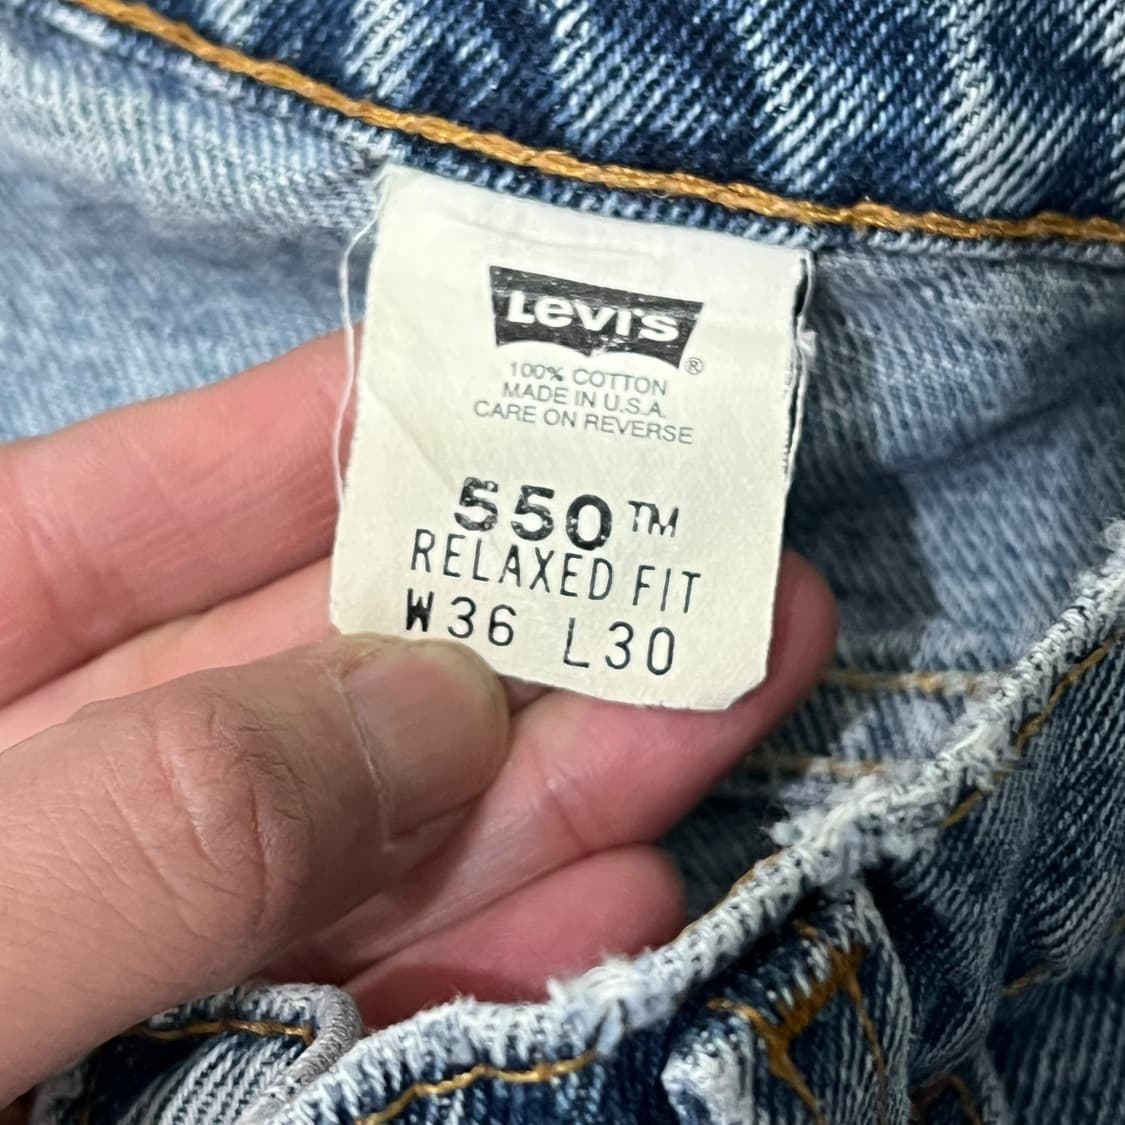 Levi's ®
100% COTTON
MADE IN U.S.A.
CARE ON REVERSE
550™
RELAXED FIT
W36 L30